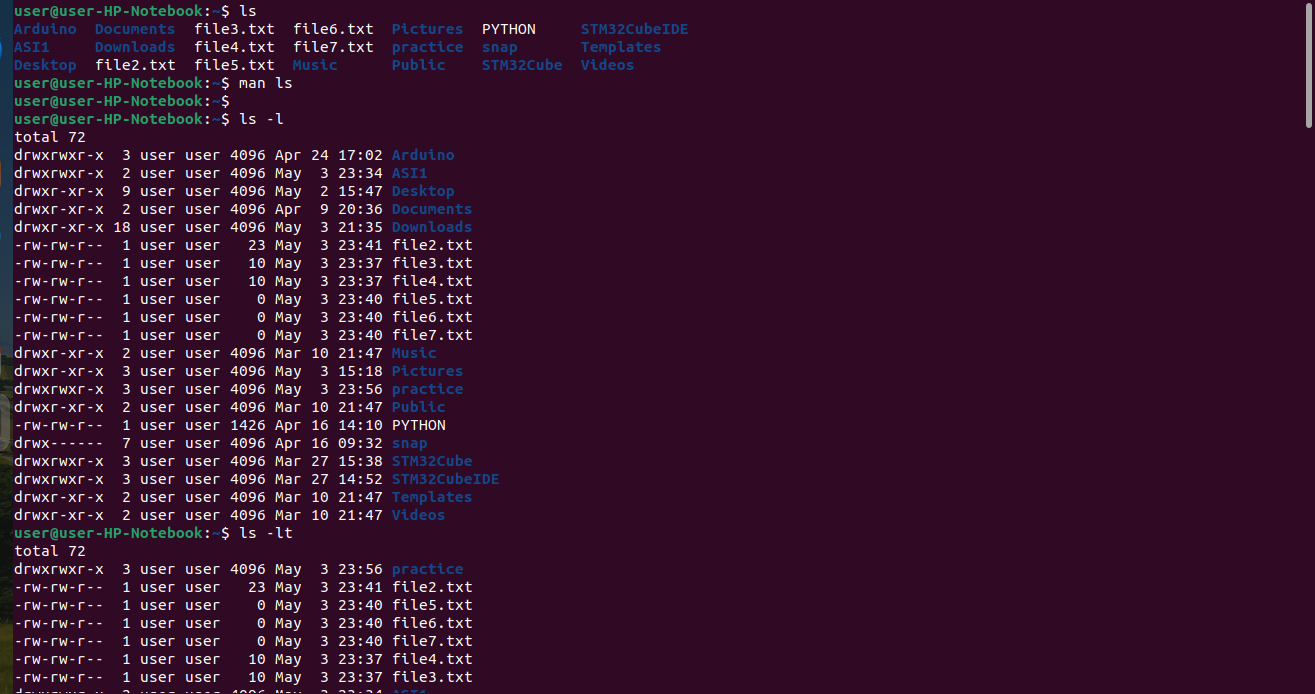 user@user-HP-Notebook:~$ ls
Arduino  Documents  file3.txt  file6.txt  Pictures  PYTHON     STM32CubeIDE
ASI1     Downloads  file4.txt  file7.txt  practice  snap       Templates
Desktop  file2.txt  file5.txt  Music      Public    STM32Cube  Videos
user@user-HP-Notebook:~$ man ls
user@user-HP-Notebook:~$
user@user-HP-Notebook:~$ ls -l
total 72
drwxrwxr-x  3 user user 4096 Apr 24 17:02 Arduino
drwxrwxr-x  2 user user 4096 May  3 23:34 ASI1
drwxr-xr-x  9 user user 4096 May  2 15:47 Desktop
drwxr-xr-x  2 user user 4096 Apr  9 20:36 Documents
drwxr-xr-x 18 user user 4096 May  3 21:35 Downloads
-rw-rw-r--  1 user user   23 May  3 23:41 file2.txt
-rw-rw-r--  1 user user   10 May  3 23:37 file3.txt
-rw-rw-r--  1 user user   10 May  3 23:37 file4.txt
-rw-rw-r--  1 user user    0 May  3 23:40 file5.txt
-rw-rw-r--  1 user user    0 May  3 23:40 file6.txt
-rw-rw-r--  1 user user    0 May  3 23:40 file7.txt
drwxr-xr-x  2 user user 4096 Mar 10 21:47 Music
drwxr-xr-x  3 user user 4096 May  3 15:18 Pictures
drwxrwxr-x  3 user user 4096 May  3 23:56 practice
drwxr-xr-x  2 user user 4096 Mar 10 21:47 Public
-rw-rw-r--  1 user user 1426 Apr 16 14:10 PYTHON
drwx------  7 user user 4096 Apr 16 09:32 snap
drwxrwxr-x  3 user user 4096 Mar 27 15:38 STM32Cube
drwxrwxr-x  3 user user 4096 Mar 27 14:52 STM32CubeIDE
drwxr-xr-x  2 user user 4096 Mar 10 21:47 Templates
drwxr-xr-x  2 user user 4096 Mar 10 21:47 Videos
user@user-HP-Notebook:~$ ls -lt
total 72
drwxrwxr-x  3 user user 4096 May  3 23:56 practice
-rw-rw-r--  1 user user   23 May  3 23:41 file2.txt
-rw-rw-r--  1 user user    0 May  3 23:40 file5.txt
-rw-rw-r--  1 user user    0 May  3 23:40 file6.txt
-rw-rw-r--  1 user user    0 May  3 23:40 file7.txt
-rw-rw-r--  1 user user   10 May  3 23:37 file4.txt
-rw-rw-r--  1 user user   10 May  3 23:37 file3.txt
drwxrwxr-x  2 user user 4096 May  3 23:34 ASI1